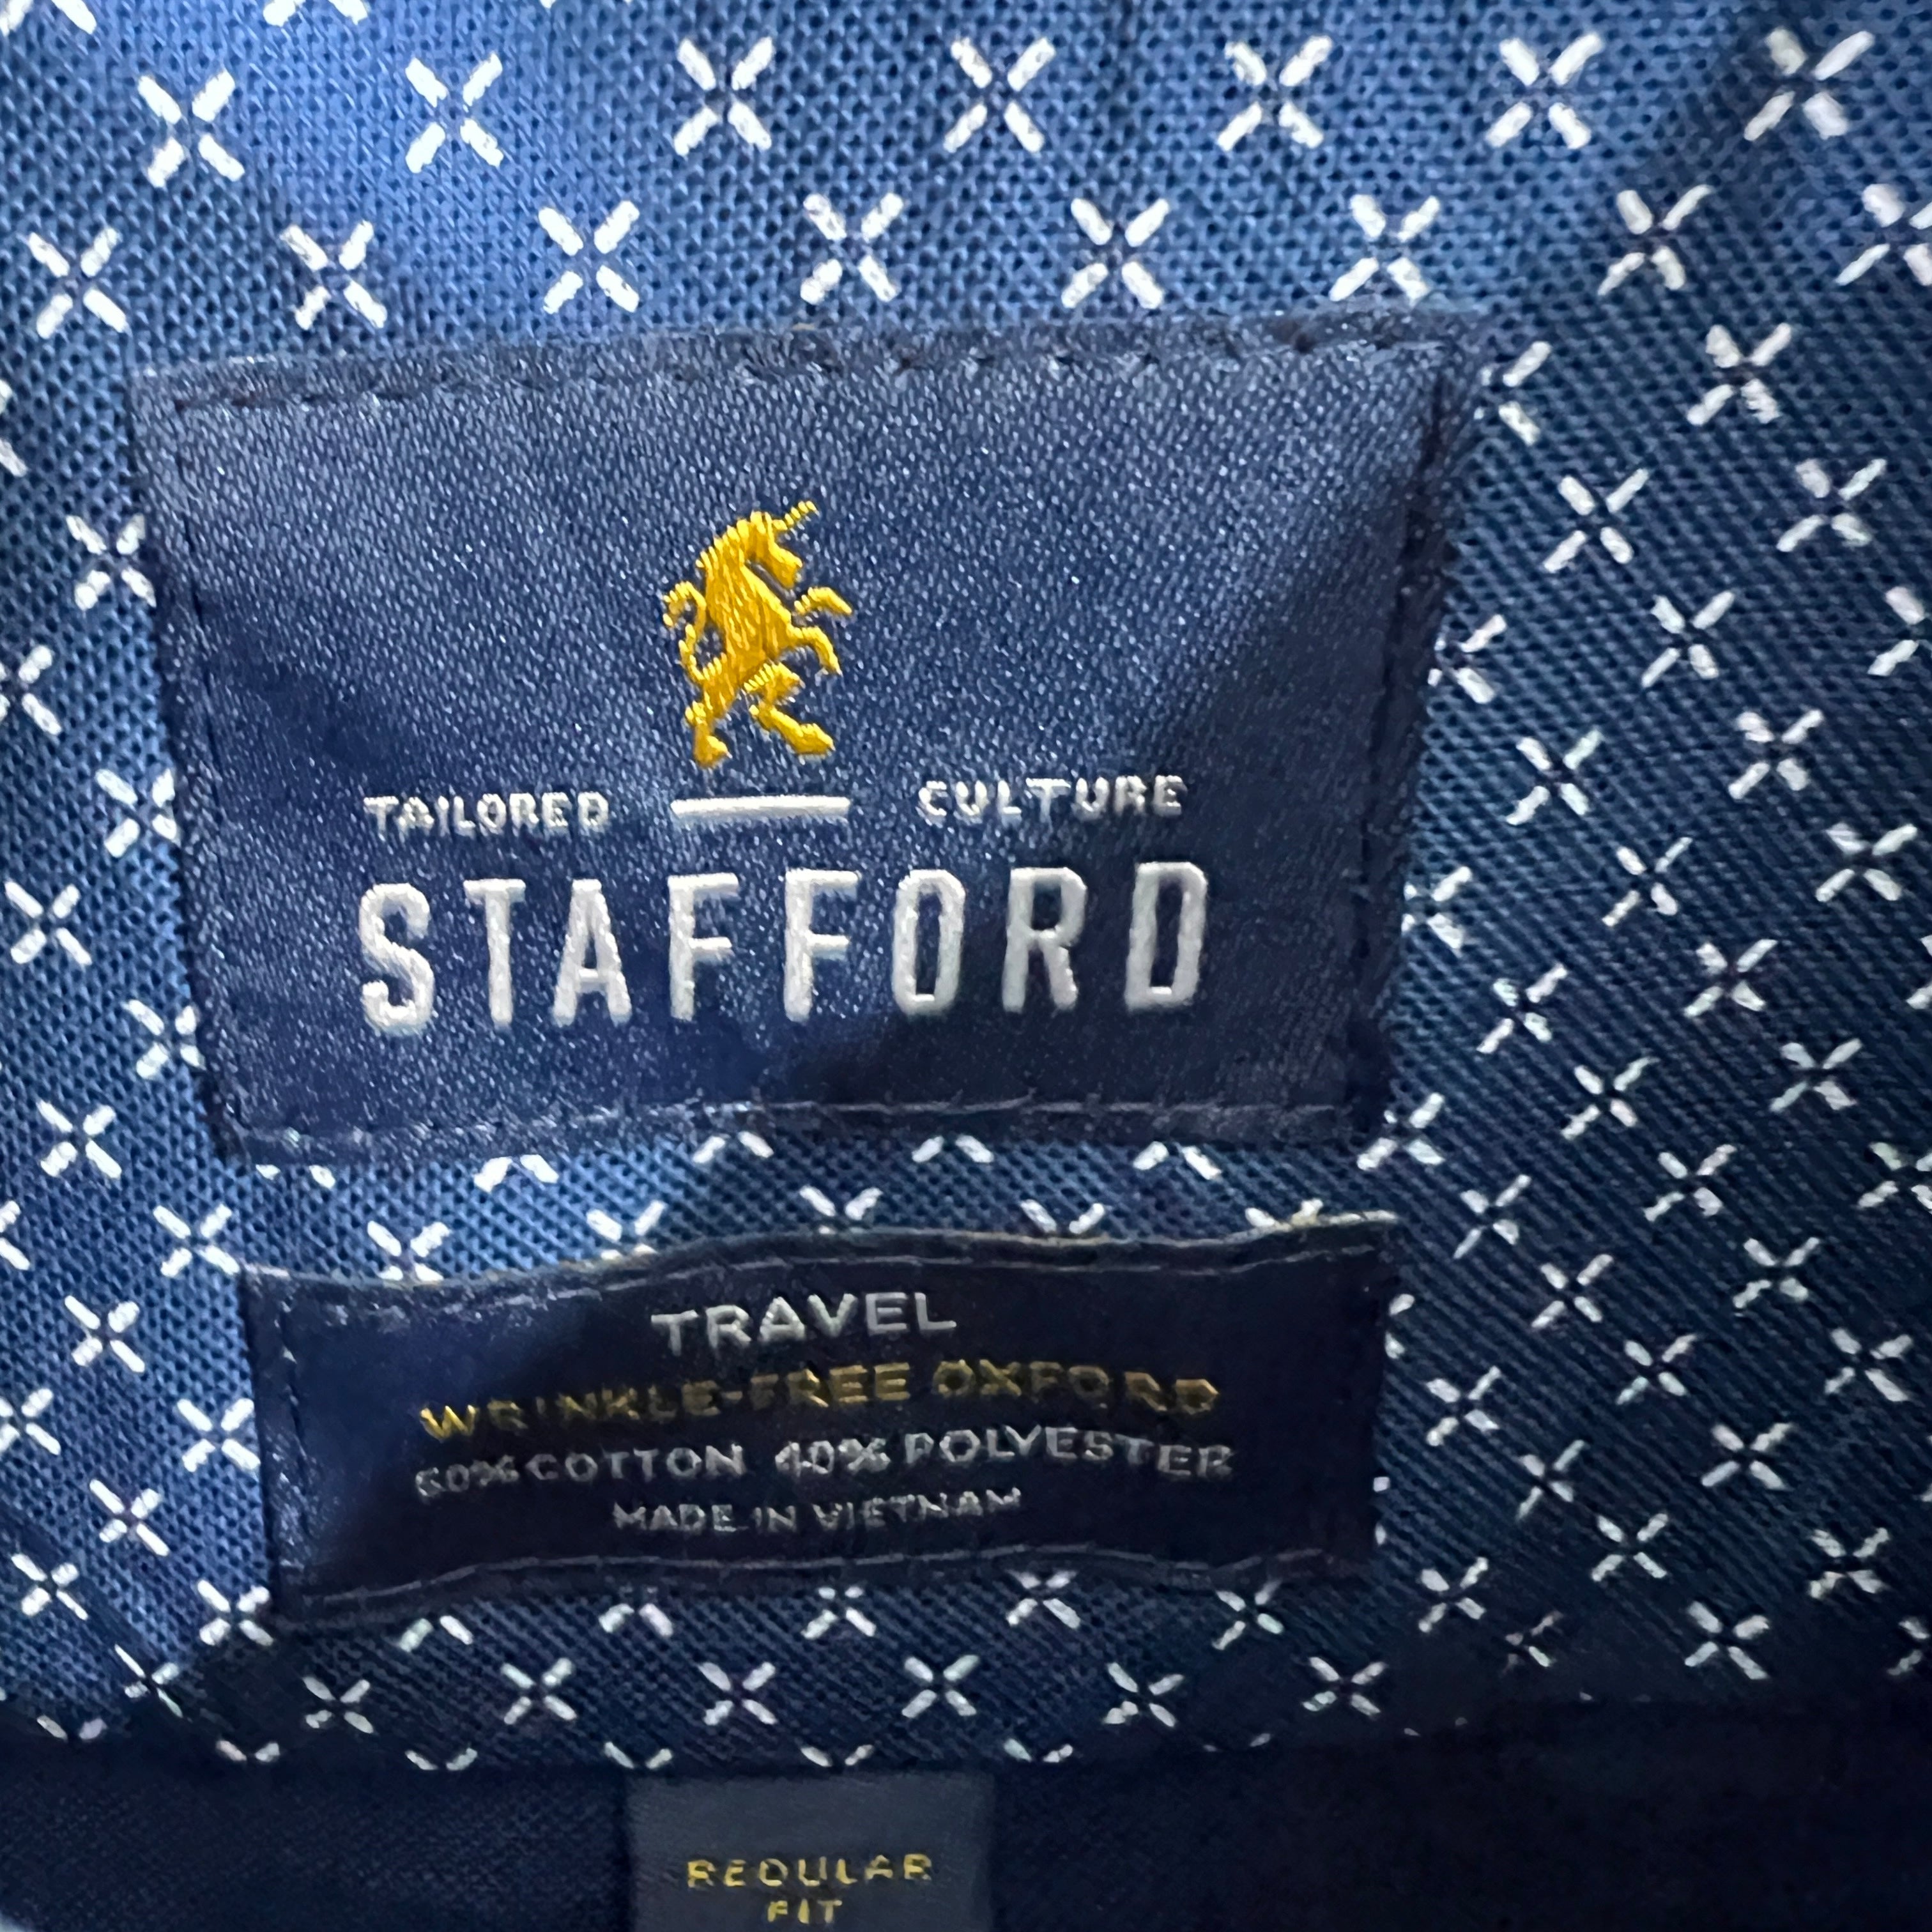 TAILORED CULTURE
STAFFORD
TRAVEL
WRINKLE-FREE OXFORD
60% COTTON 40% POLYESTER
MADE IN VIETNAM
REGULAR
FIT